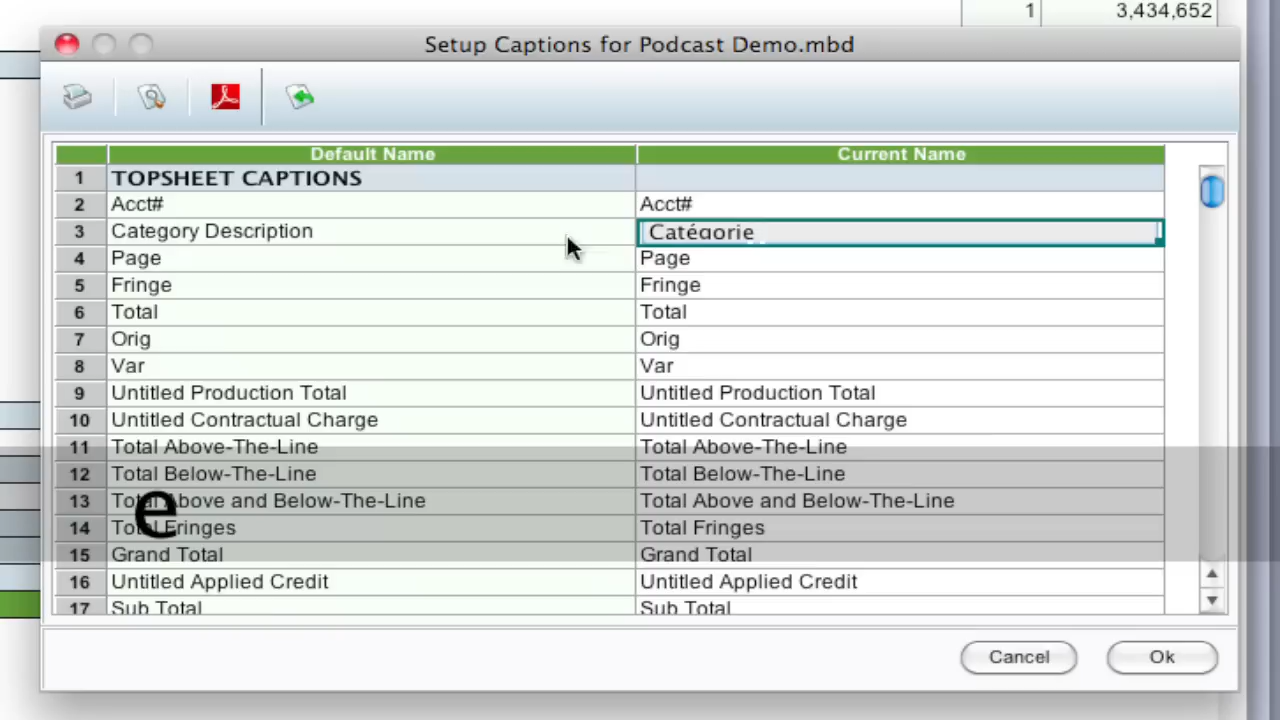 1 3,434,652
Setup Captions for Podcast Demo.mbd
Default Name Current Name
1 TOPSHEET CAPTIONS
2 Acct# Acct#
3 Category Description Catégorie
4 Page Page
5 Fringe Fringe
6 Total Total
7 Orig Orig
8 Var Var
9 Untitled Production Total Untitled Production Total
10 Untitled Contractual Charge Untitled Contractual Charge
11 Total Above-The-Line Total Above-The-Line
12 Total Below-The-Line Total Below-The-Line
13 Total Above and Below-The-Line Total Above and Below-The-Line
e
14 Total Fringes Total Fringes
15 Grand Total Grand Total
16 Untitled Applied Credit Untitled Applied Credit
17 Sub Total Sub Total
Cancel Ok